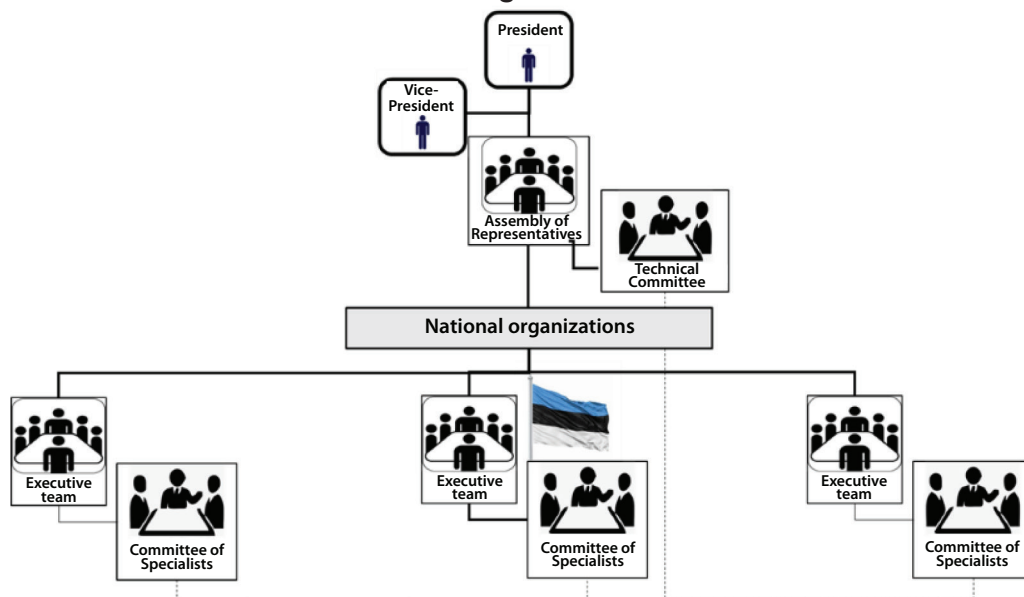 President
Vice-
President
Assembly of
Representatives
Technical
Committee
National organizations
Executive
team
Committee of
Specialists
Executive
team
Committee of
Specialists
Executive
team
Committee of
Specialists